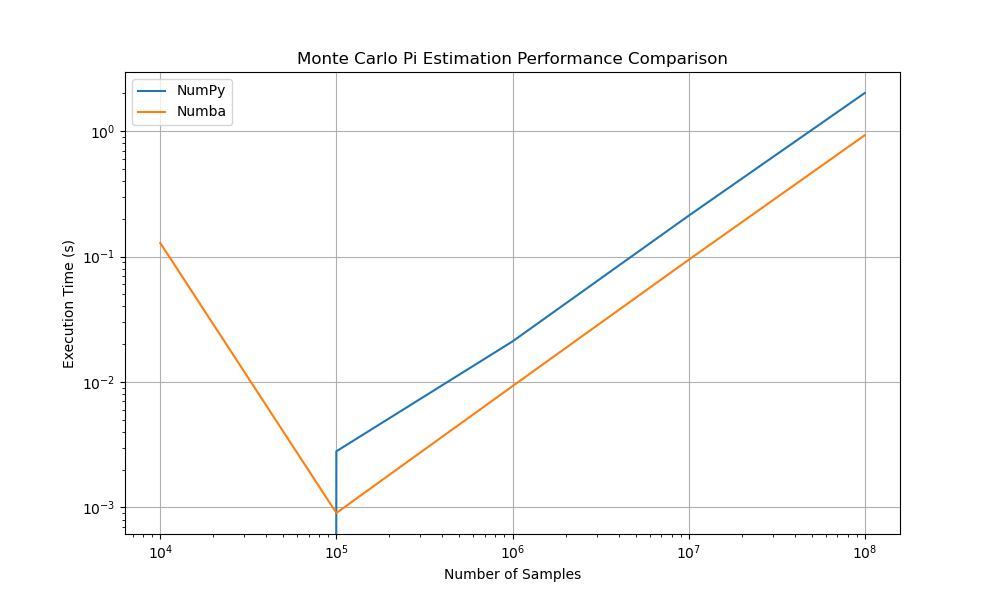 Monte Carlo Pi Estimation Performance Comparison
NumPy
Numba
10⁰
10⁻¹
10⁻²
10⁻³
Execution Time (s)
10⁴ 10⁵ 10⁶ 10⁷ 10⁸
Number of Samples